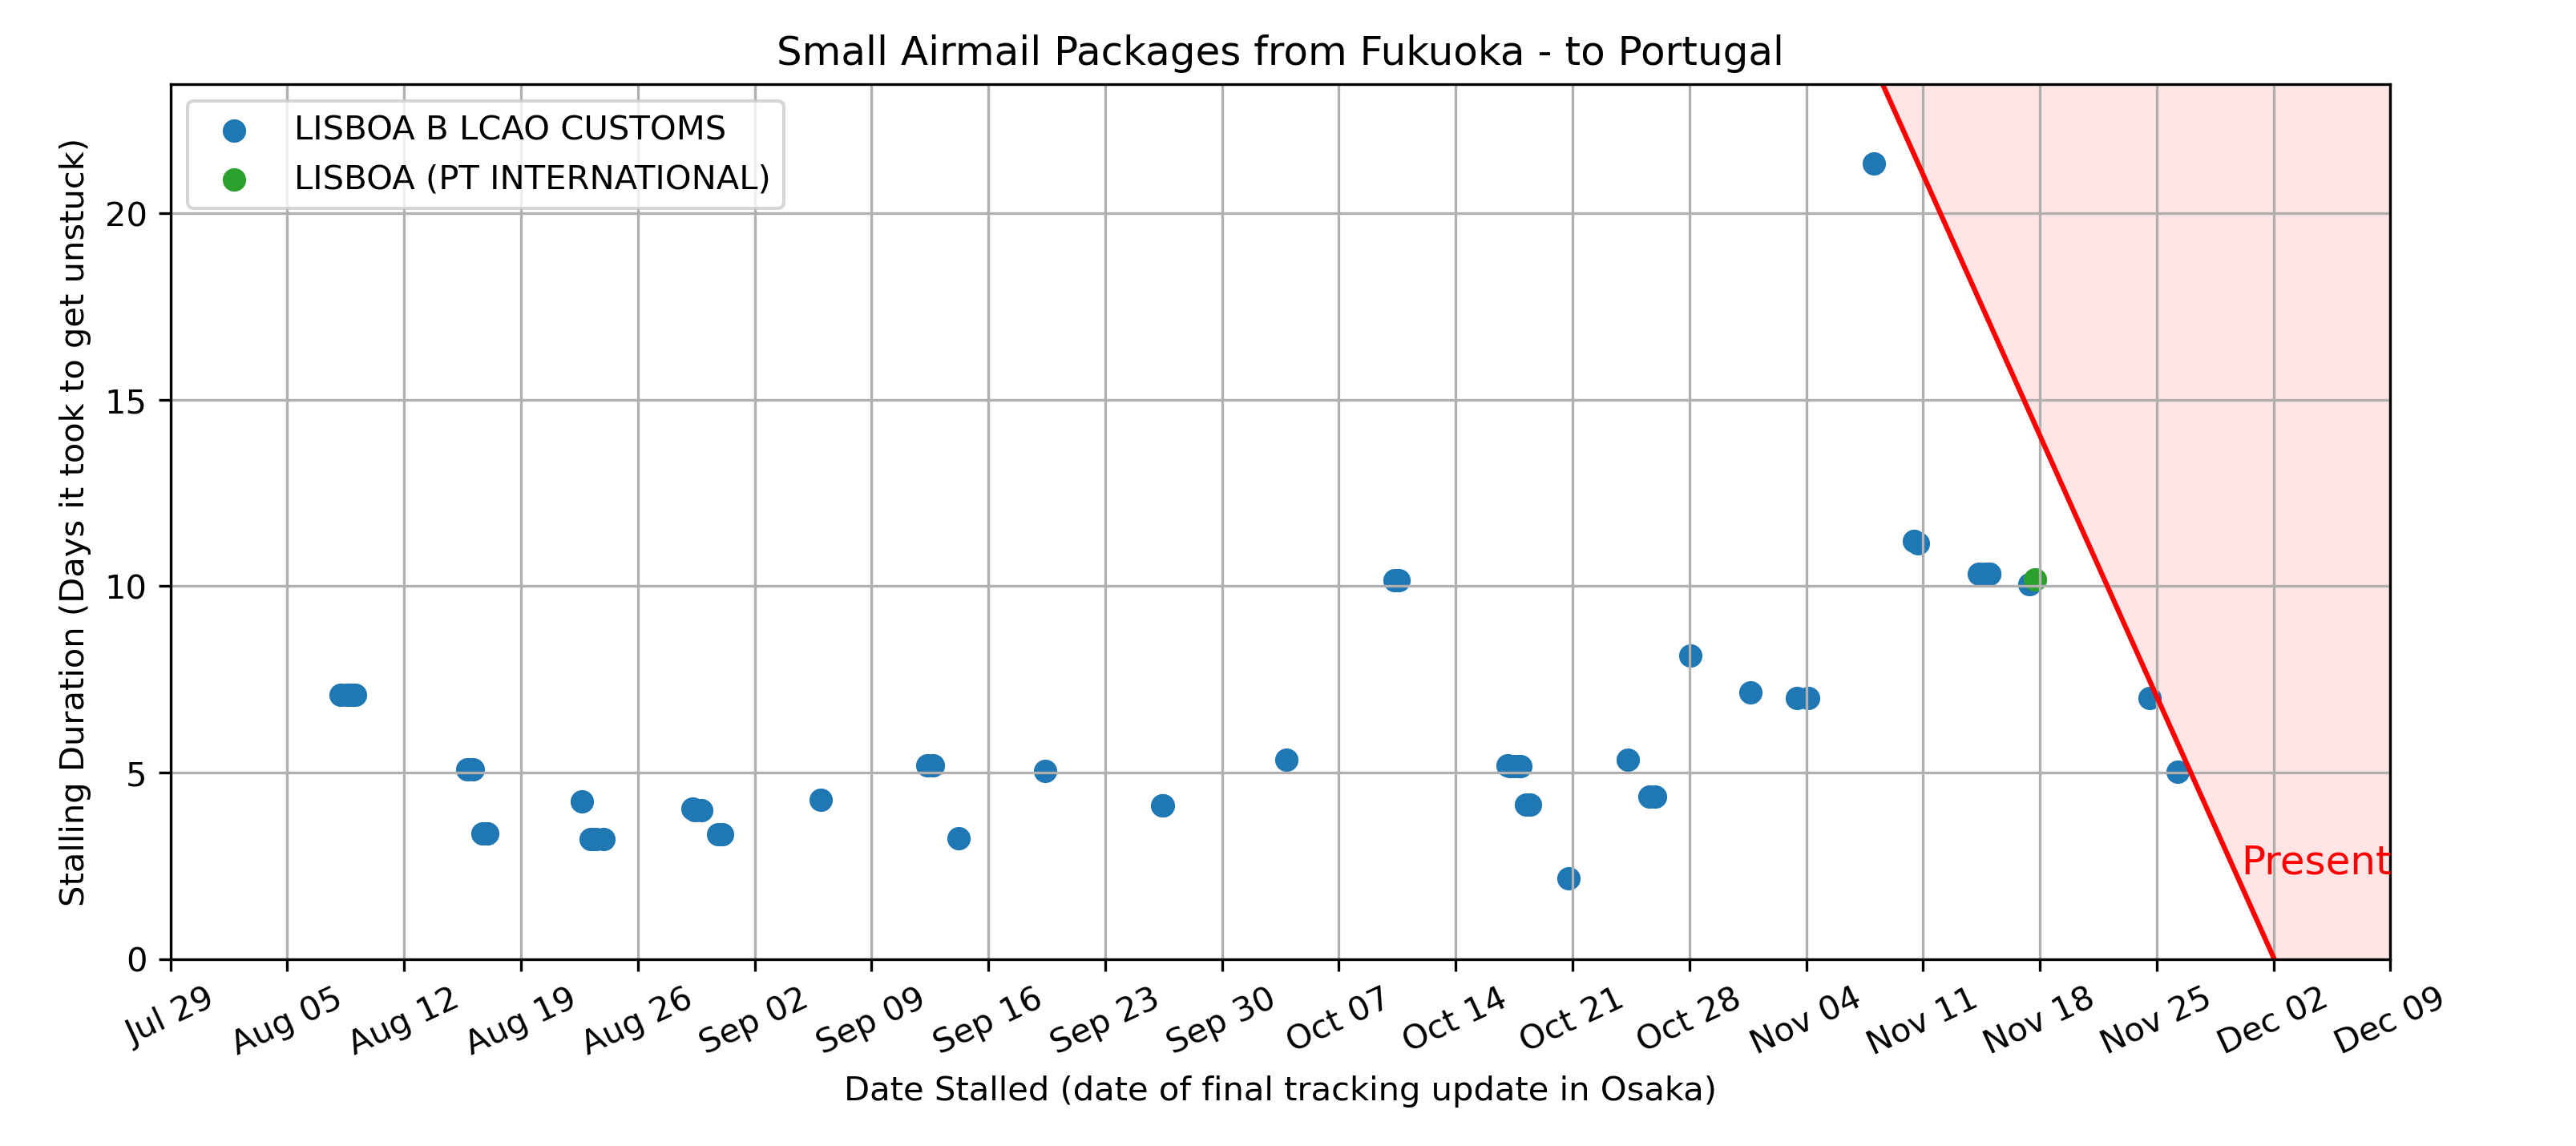 Small Airmail Packages from Fukuoka - to Portugal
LISBOA B LCAO CUSTOMS
LISBOA (PT INTERNATIONAL)
Stalling Duration (Days it took to get unstuck)
20
15
10
5
0
Present
Jul 29
Aug 05
Aug 12
Aug 19
Aug 26
Sep 02
Sep 09
Sep 16
Sep 23
Sep 30
Oct 07
Oct 14
Oct 21
Oct 28
Nov 04
Nov 11
Nov 18
Nov 25
Dec 02
Dec 09
Date Stalled (date of final tracking update in Osaka)